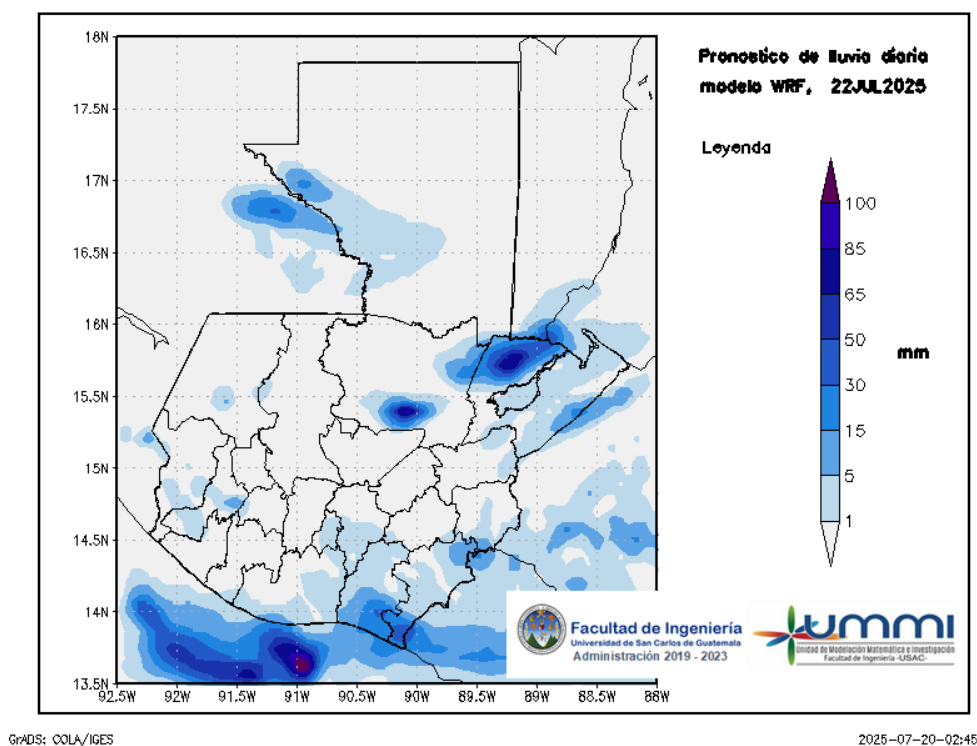 18N
17.5N
17N
16.5N
16N
15.5N
15N
14.5N
14N
13.5N
92.5W
92W
91.5W
91W
90.5W
90W
89.5W
89W
88.5W
88W
Pronostico de lluvia diaria
modelo WRF, 22JUL2025
Leyenda
100
85
65
50
30
15
5
1
mm
Facultad de Ingeniería
Universidad de San Carlos de Guatemala
Administración 2019 - 2023
ummi
Unidad de Modelación Matemática e Investigación
Facultad de Ingeniería -USAC-
GrADS: COLA/IGES
2025-07-20-02:45